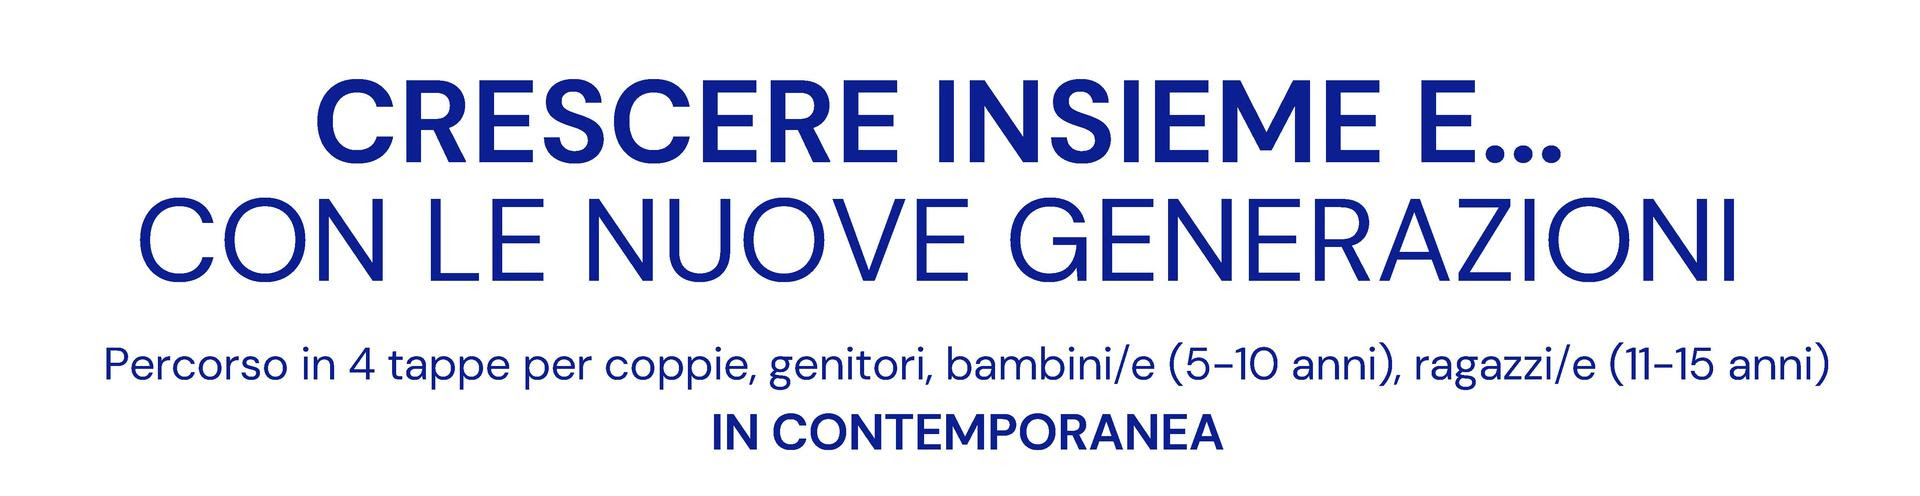 CRESCERE INSIEME E...
CON LE NUOVE GENERAZIONI
Percorso in 4 tappe per coppie, genitori, bambini/e (5-10 anni), ragazzi/e (11-15 anni)
IN CONTEMPORANEA